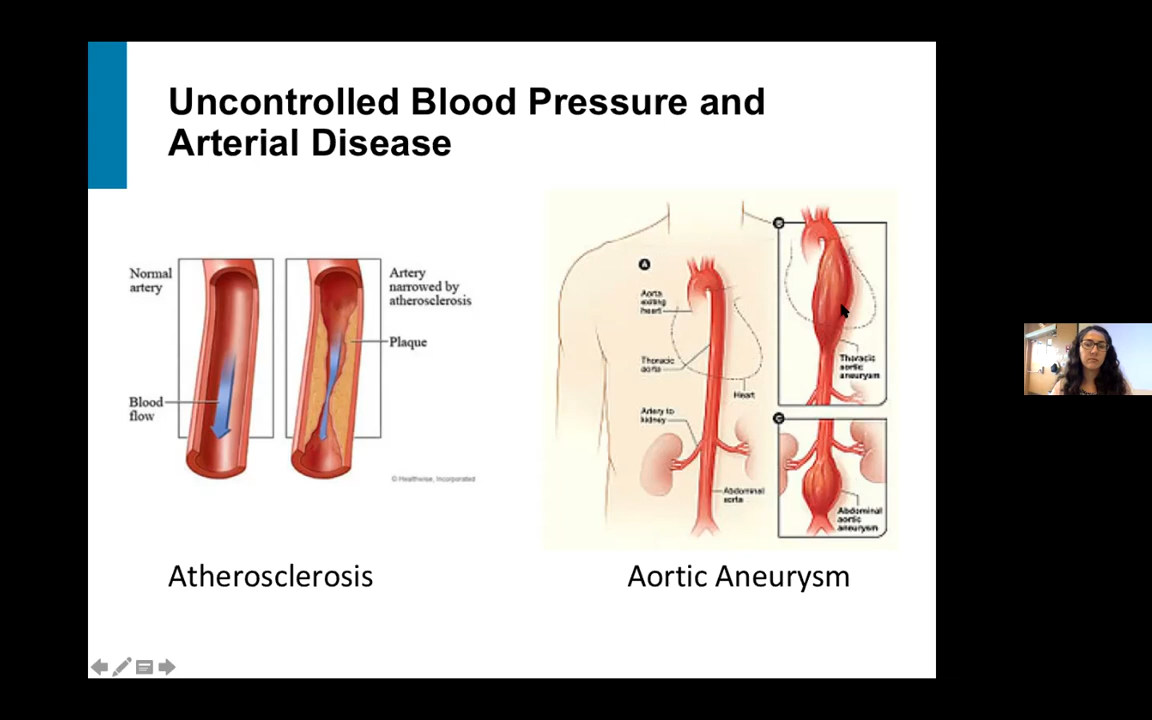 Uncontrolled Blood Pressure and
Arterial Disease
Normal
artery
Blood
flow
Artery
narrowed by
atherosclerosis
Plaque
© Healthwise, Incorporated
Atherosclerosis
A
Aorta
exiting
heart
Thoracic
aorta
Artery to
kidney
Heart
Abdominal
aorta
B
Thoracic
aortic
aneurysm
C
Abdominal
aortic
aneurysm
Aortic Aneurysm